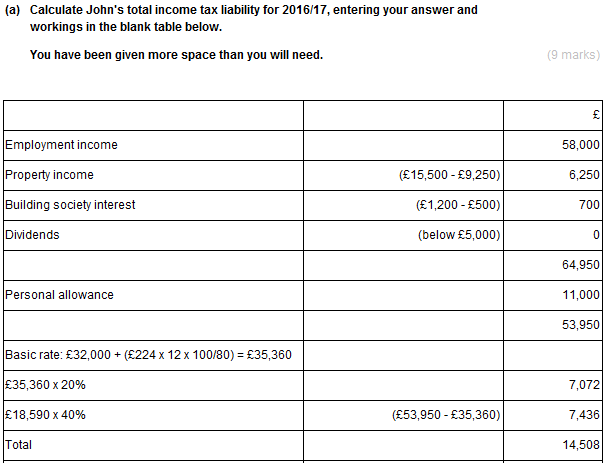 (a) Calculate John's total income tax liability for 2016/17, entering your answer and
workings in the blank table below.
You have been given more space than you will need.
(9 marks)
£
Employment income 58,000
Property income (£15,500 - £9,250) 6,250
Building society interest (£1,200 - £500) 700
Dividends (below £5,000) 0
64,950
Personal allowance 11,000
53,950
Basic rate: £32,000 + (£224 x 12 x 100/80) = £35,360
£35,360 x 20% 7,072
£18,590 x 40% (£53,950 - £35,360) 7,436
Total 14,508